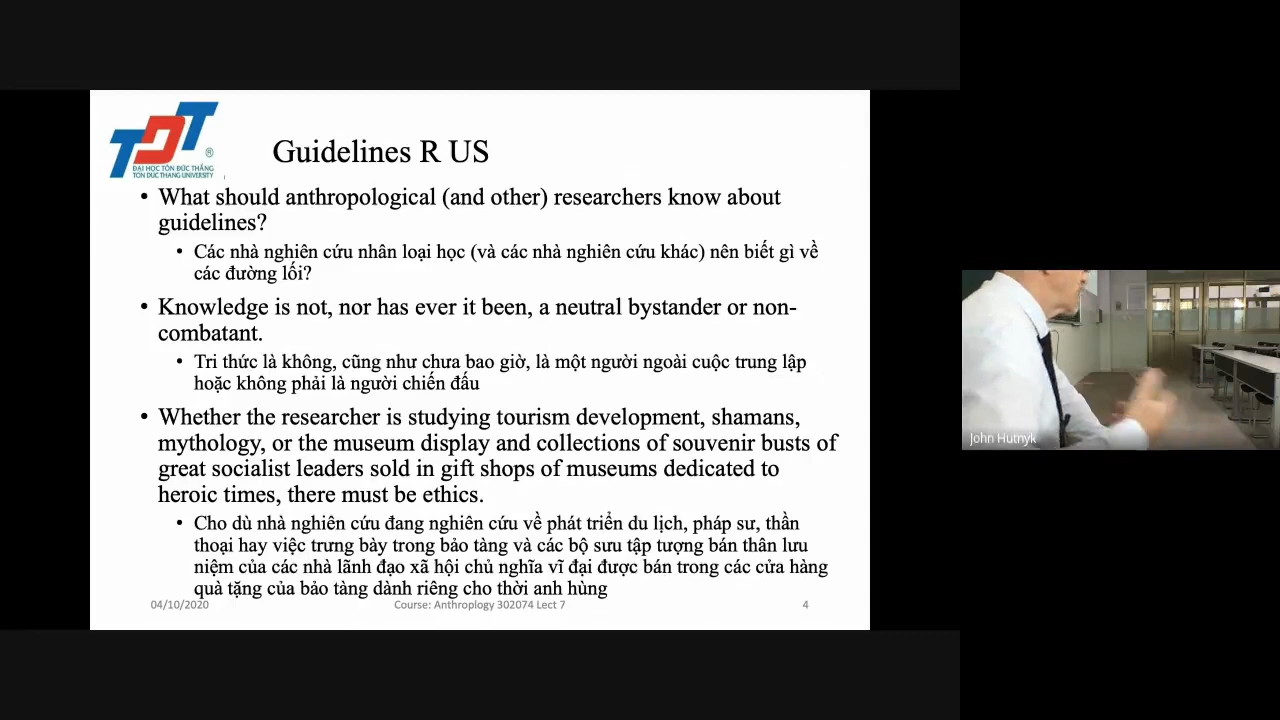 TDT
®
ĐẠI HỌC TÔN ĐỨC THẮNG
TON DUC THANG UNIVERSITY
Guidelines R US
• What should anthropological (and other) researchers know about
guidelines?
• Các nhà nghiên cứu nhân loại học (và các nhà nghiên cứu khác) nên biết gì về
các đường lối?
• Knowledge is not, nor has ever it been, a neutral bystander or non-
combatant.
• Tri thức là không, cũng như chưa bao giờ, là một người ngoài cuộc trung lập
hoặc không phải là người chiến đấu
• Whether the researcher is studying tourism development, shamans,
mythology, or the museum display and collections of souvenir busts of
great socialist leaders sold in gift shops of museums dedicated to
heroic times, there must be ethics.
• Cho dù nhà nghiên cứu đang nghiên cứu về phát triển du lịch, pháp sư, thần
thoại hay việc trưng bày trong bảo tàng và các bộ sưu tập tượng bán thân lưu
niệm của các nhà lãnh đạo xã hội chủ nghĩa vĩ đại được bán trong các cửa hàng
quà tặng của bảo tàng dành riêng cho thời anh hùng
04/10/2020 Course: Anthroplogy 302074 Lect 7 4
John Hutnyk